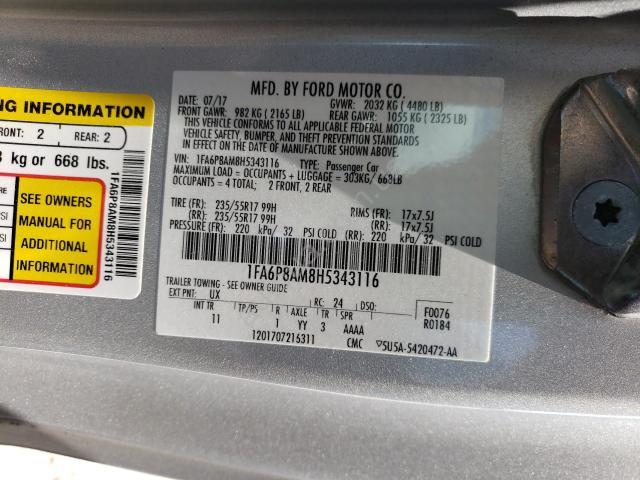 NG INFORMATION
FRONT: 2 REAR: 2
kg or 668 lbs.
SEE OWNERS
MANUAL FOR
ADDITIONAL
INFORMATION
1FA6P8AM8H5343116
MFD. BY FORD MOTOR CO.
DATE: 07/17 GVWR: 2032 KG ( 4480 LB)
FRONT GAWR: 982 KG ( 2165 LB) REAR GAWR: 1055 KG ( 2325 LB)
THIS VEHICLE CONFORMS TO ALL APPLICABLE FEDERAL MOTOR
VEHICLE SAFETY, BUMPER, AND THEFT PREVENTION STANDARDS
IN EFFECT ON THE DATE OF MANUFACTURE SHOWN ABOVE.
VIN: 1FA6P8AM8H5343116 TYPE: Passenger Car
MAXIMUM LOAD = OCCUPANTS + LUGGAGE = 303KG/ 668LB
OCCUPANTS = 4 TOTAL; 2 FRONT, 2 REAR
TIRE (FR): 235/55R17 99H RIMS (FR): 17x7.5J
(RR): 235/55R17 99H (RR): 17x7.5J
PRESSURE (FR): 220 kPa/ 32 PSI COLD (RR): 220 kPa/ 32 PSI COLD
1FA6P8AM8H5343116
TRAILER TOWING - SEE OWNER GUIDE
EXT PNT: UX RC: 24 DSO: F0076
INT TR TP/PS R AXLE TR SPR R0184
11 1 YY 3 AAAA
1201707216311 CMC 5U5A-5420472-AA